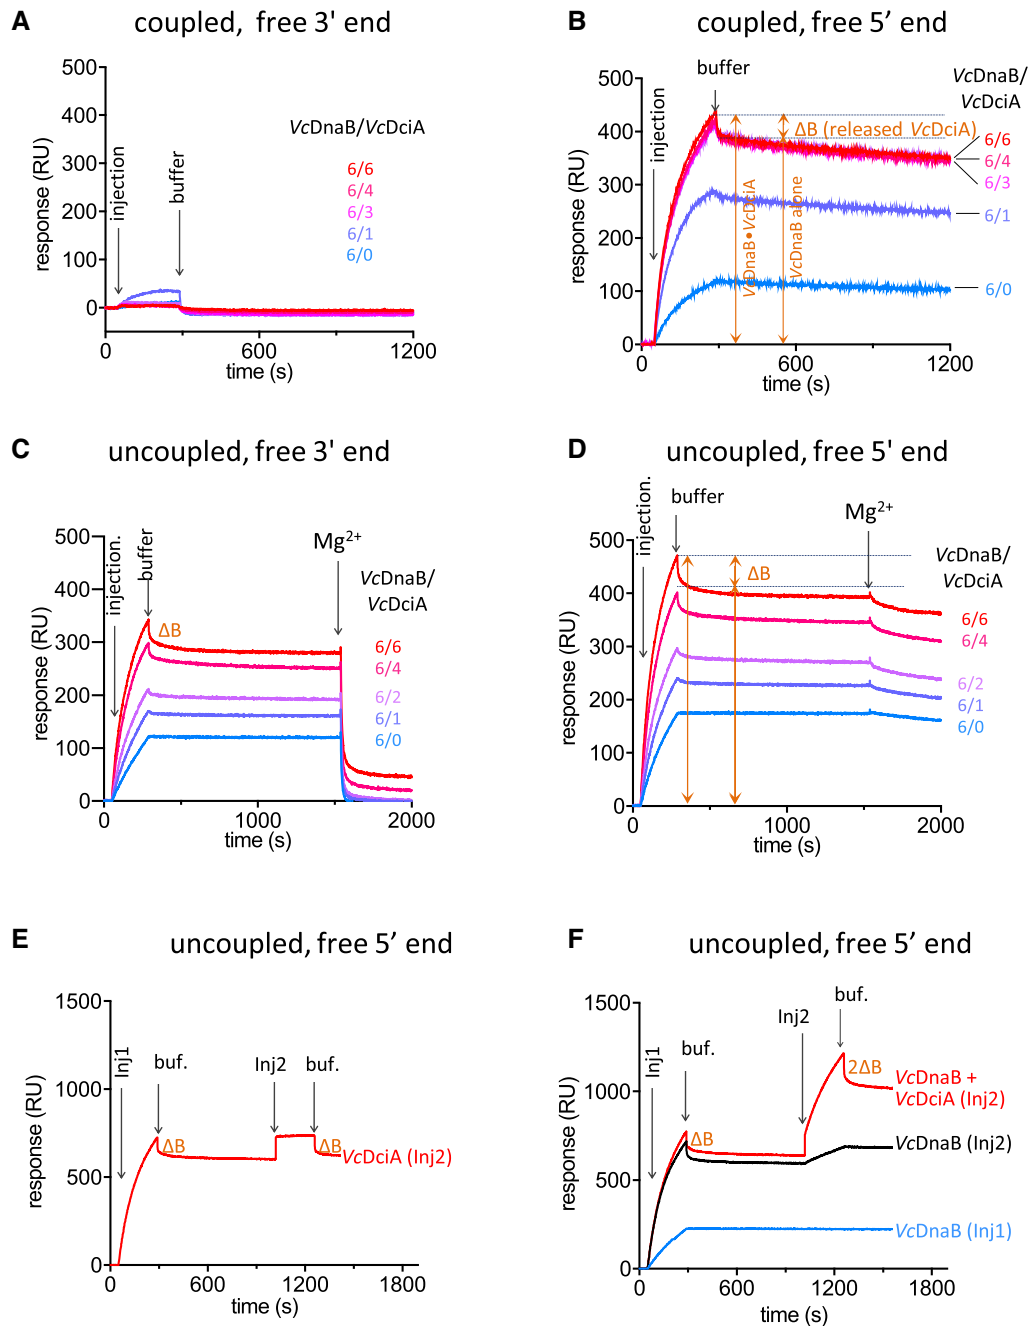 A
coupled, free 3' end
500
400
300
200
100
0
response (RU)
injection
buffer
VcDnaB/VcDciA
6/6
6/4
6/3
6/1
6/0
0
600
1200
time (s)
B
coupled, free 5’ end
buffer
500
400
300
200
100
0
response (RU)
injection
ΔB (released VcDciA)
VcDnaB•VcDciA
VcDnaB alone
VcDnaB/
VcDciA
6/6
6/4
6/3
6/1
6/0
0
600
1200
time (s)
C
uncoupled, free 3' end
500
400
300
200
100
0
response (RU)
injection.
buffer
ΔB
Mg2+
VcDnaB/
VcDciA
6/6
6/4
6/2
6/1
6/0
0
1000
2000
time (s)
D
uncoupled, free 5' end
500
400
300
200
100
0
response (RU)
injection.
buffer
ΔB
Mg2+
VcDnaB/
VcDciA
6/6
6/4
6/2
6/1
6/0
0
1000
2000
time (s)
E
uncoupled, free 5’ end
1500
1000
500
0
response (RU)
Inj1
buf.
ΔB
Inj2
buf.
ΔB
VcDciA (Inj2)
0
600
1200
1800
time (s)
F
uncoupled, free 5’ end
1500
1000
500
0
response (RU)
Inj1
buf.
ΔB
Inj2
buf.
2ΔB
VcDnaB +
VcDciA (Inj2)
VcDnaB (Inj2)
VcDnaB (Inj1)
0
600
1200
1800
time (s)